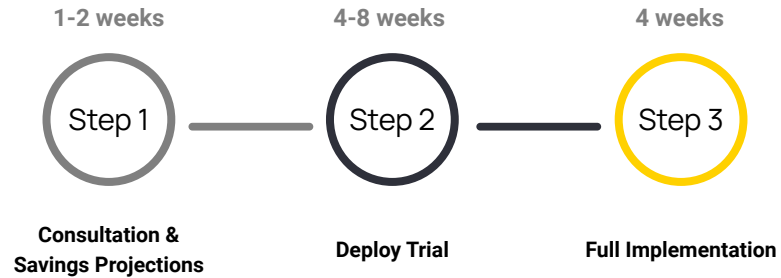 1-2 weeks
4-8 weeks
4 weeks
Step 1
Step 2
Step 3
Consultation &
Savings Projections
Deploy Trial
Full Implementation